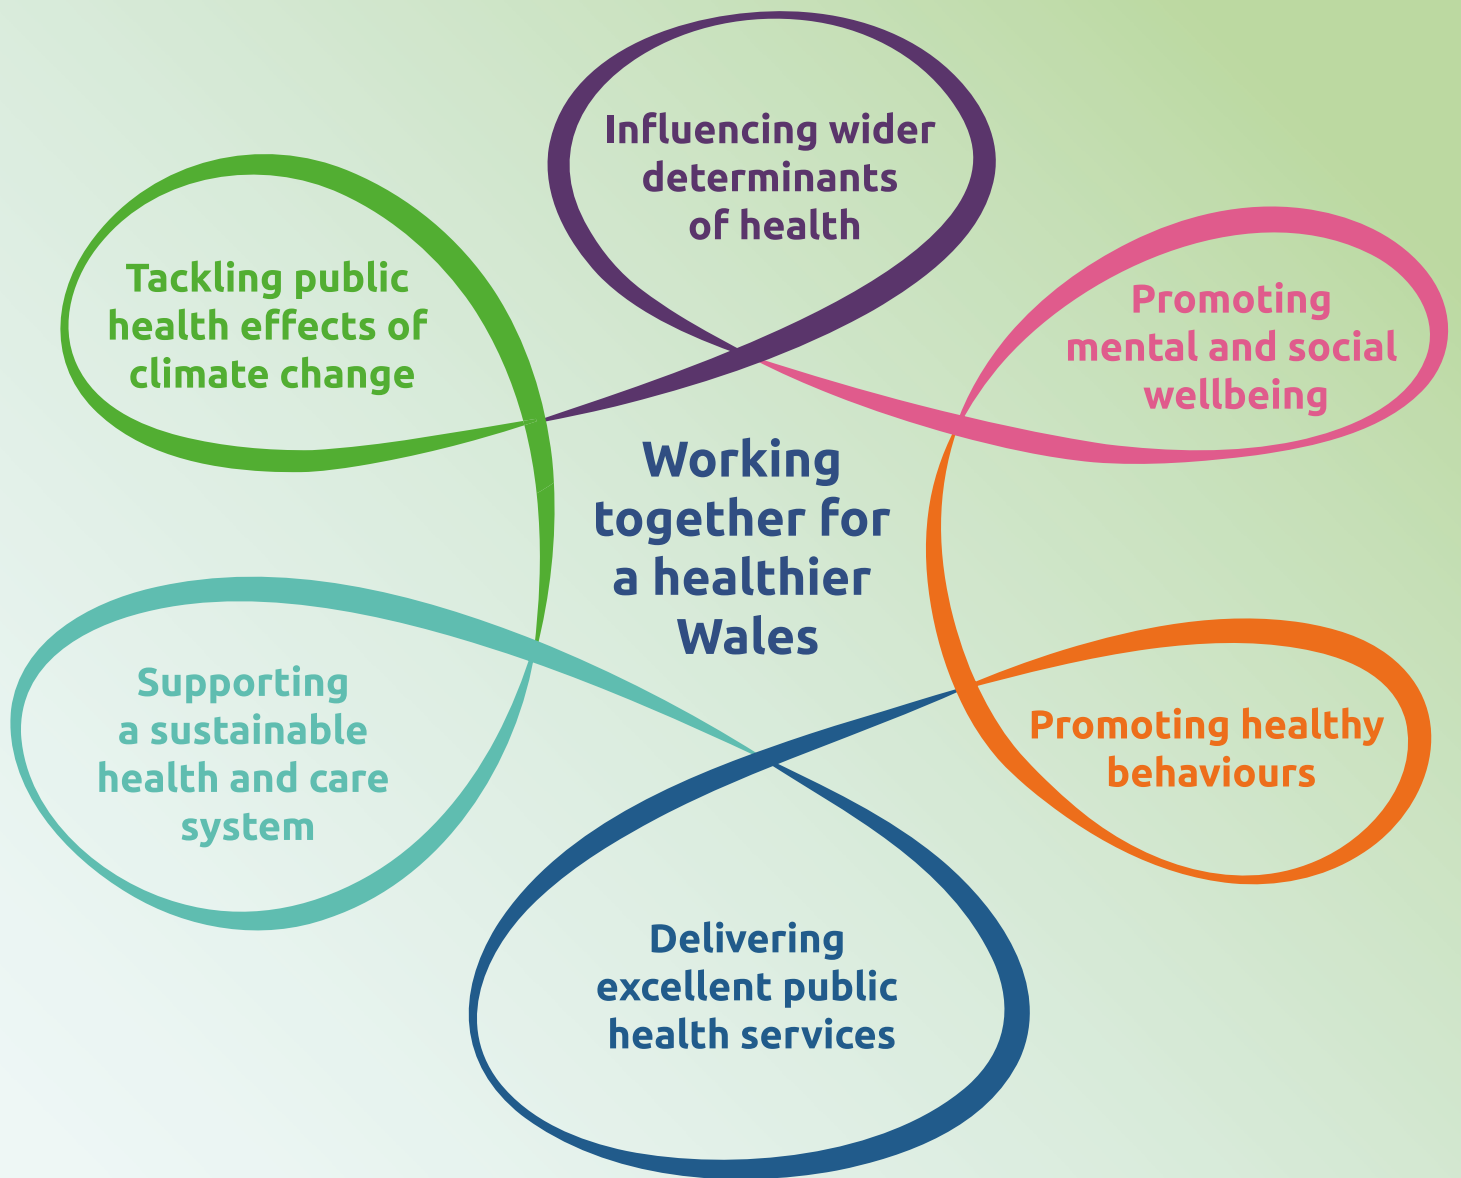 Influencing wider
determinants
of health
Tackling public
health effects of
climate change
Promoting
mental and social
wellbeing
Working
together for
a healthier
Wales
Supporting
a sustainable
health and care
system
Promoting healthy
behaviours
Delivering
excellent public
health services